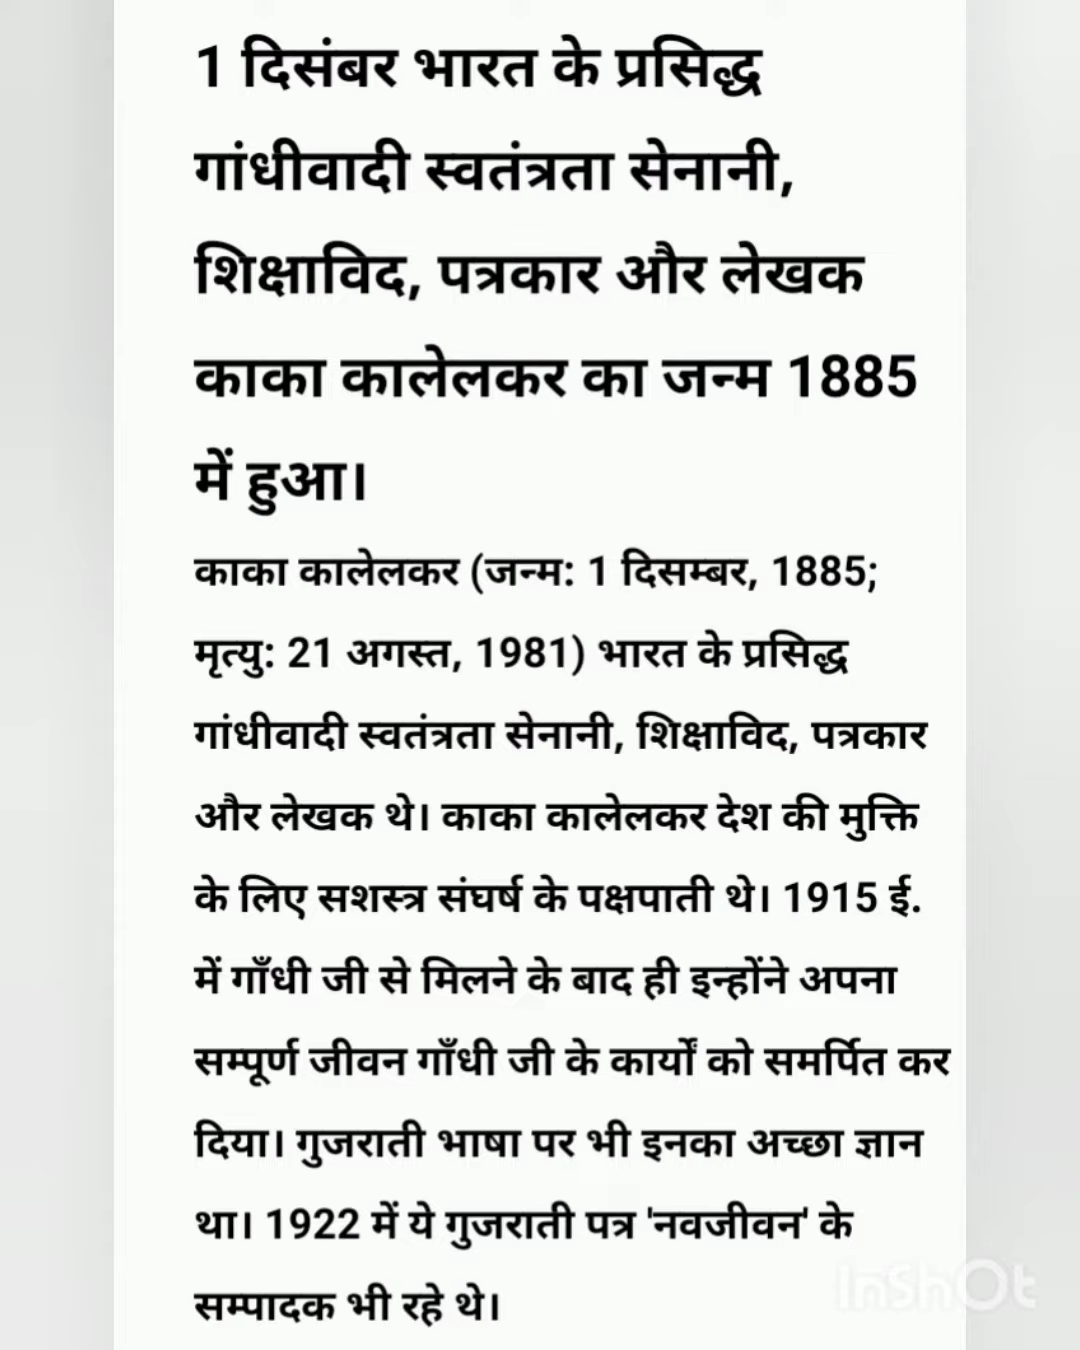 1 दिसंबर भारत के प्रसिद्ध
गांधीवादी स्वतंत्रता सेनानी,
शिक्षाविद, पत्रकार और लेखक
काका कालेलकर का जन्म 1885
में हुआ।
काका कालेलकर (जन्म: 1 दिसम्बर, 1885;
मृत्यु: 21 अगस्त, 1981) भारत के प्रसिद्ध
गांधीवादी स्वतंत्रता सेनानी, शिक्षाविद, पत्रकार
और लेखक थे। काका कालेलकर देश की मुक्ति
के लिए सशस्त्र संघर्ष के पक्षपाती थे। 1915 ई.
में गाँधी जी से मिलने के बाद ही इन्होंने अपना
सम्पूर्ण जीवन गाँधी जी के कार्यों को समर्पित कर
दिया। गुजराती भाषा पर भी इनका अच्छा ज्ञान
था। 1922 में ये गुजराती पत्र 'नवजीवन' के
सम्पादक भी रहे थे।
InShOt